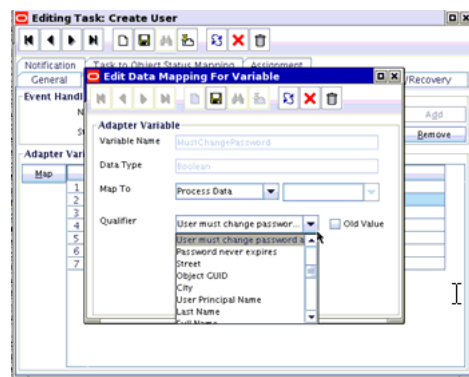 Editing Task: Create User
Notification Task to Object Status Mapping Assignment
General /Recovery
Edit Data Mapping For Variable
Event Handl
Add
Remove
Adapter Vari
Map
1
2
3
4
5
6
7
Adapter Variable
Variable Name MustChangePassword
Data Type Boolean
Map To Process Data
Qualifier User must change passwor... Old Value
User must change password a
Password never expires
Street
Object GUID
City
User Principal Name
Last Name
Full Name